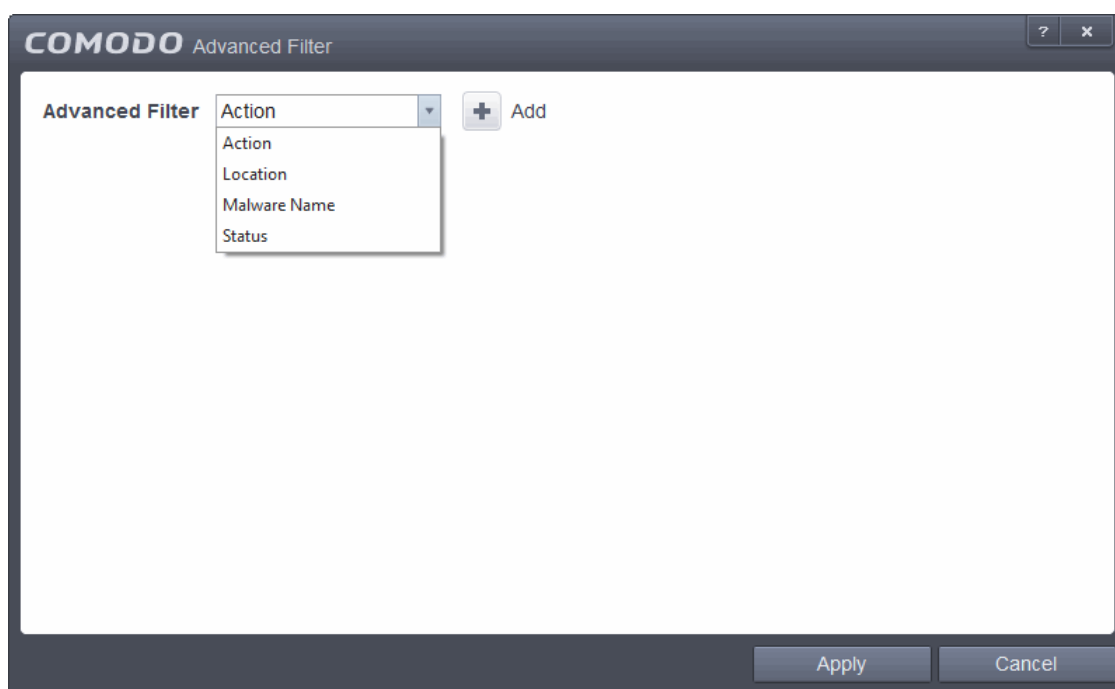 COMODO Advanced Filter ? x
Advanced Filter Action + Add
Action
Location
Malware Name
Status
Apply Cancel